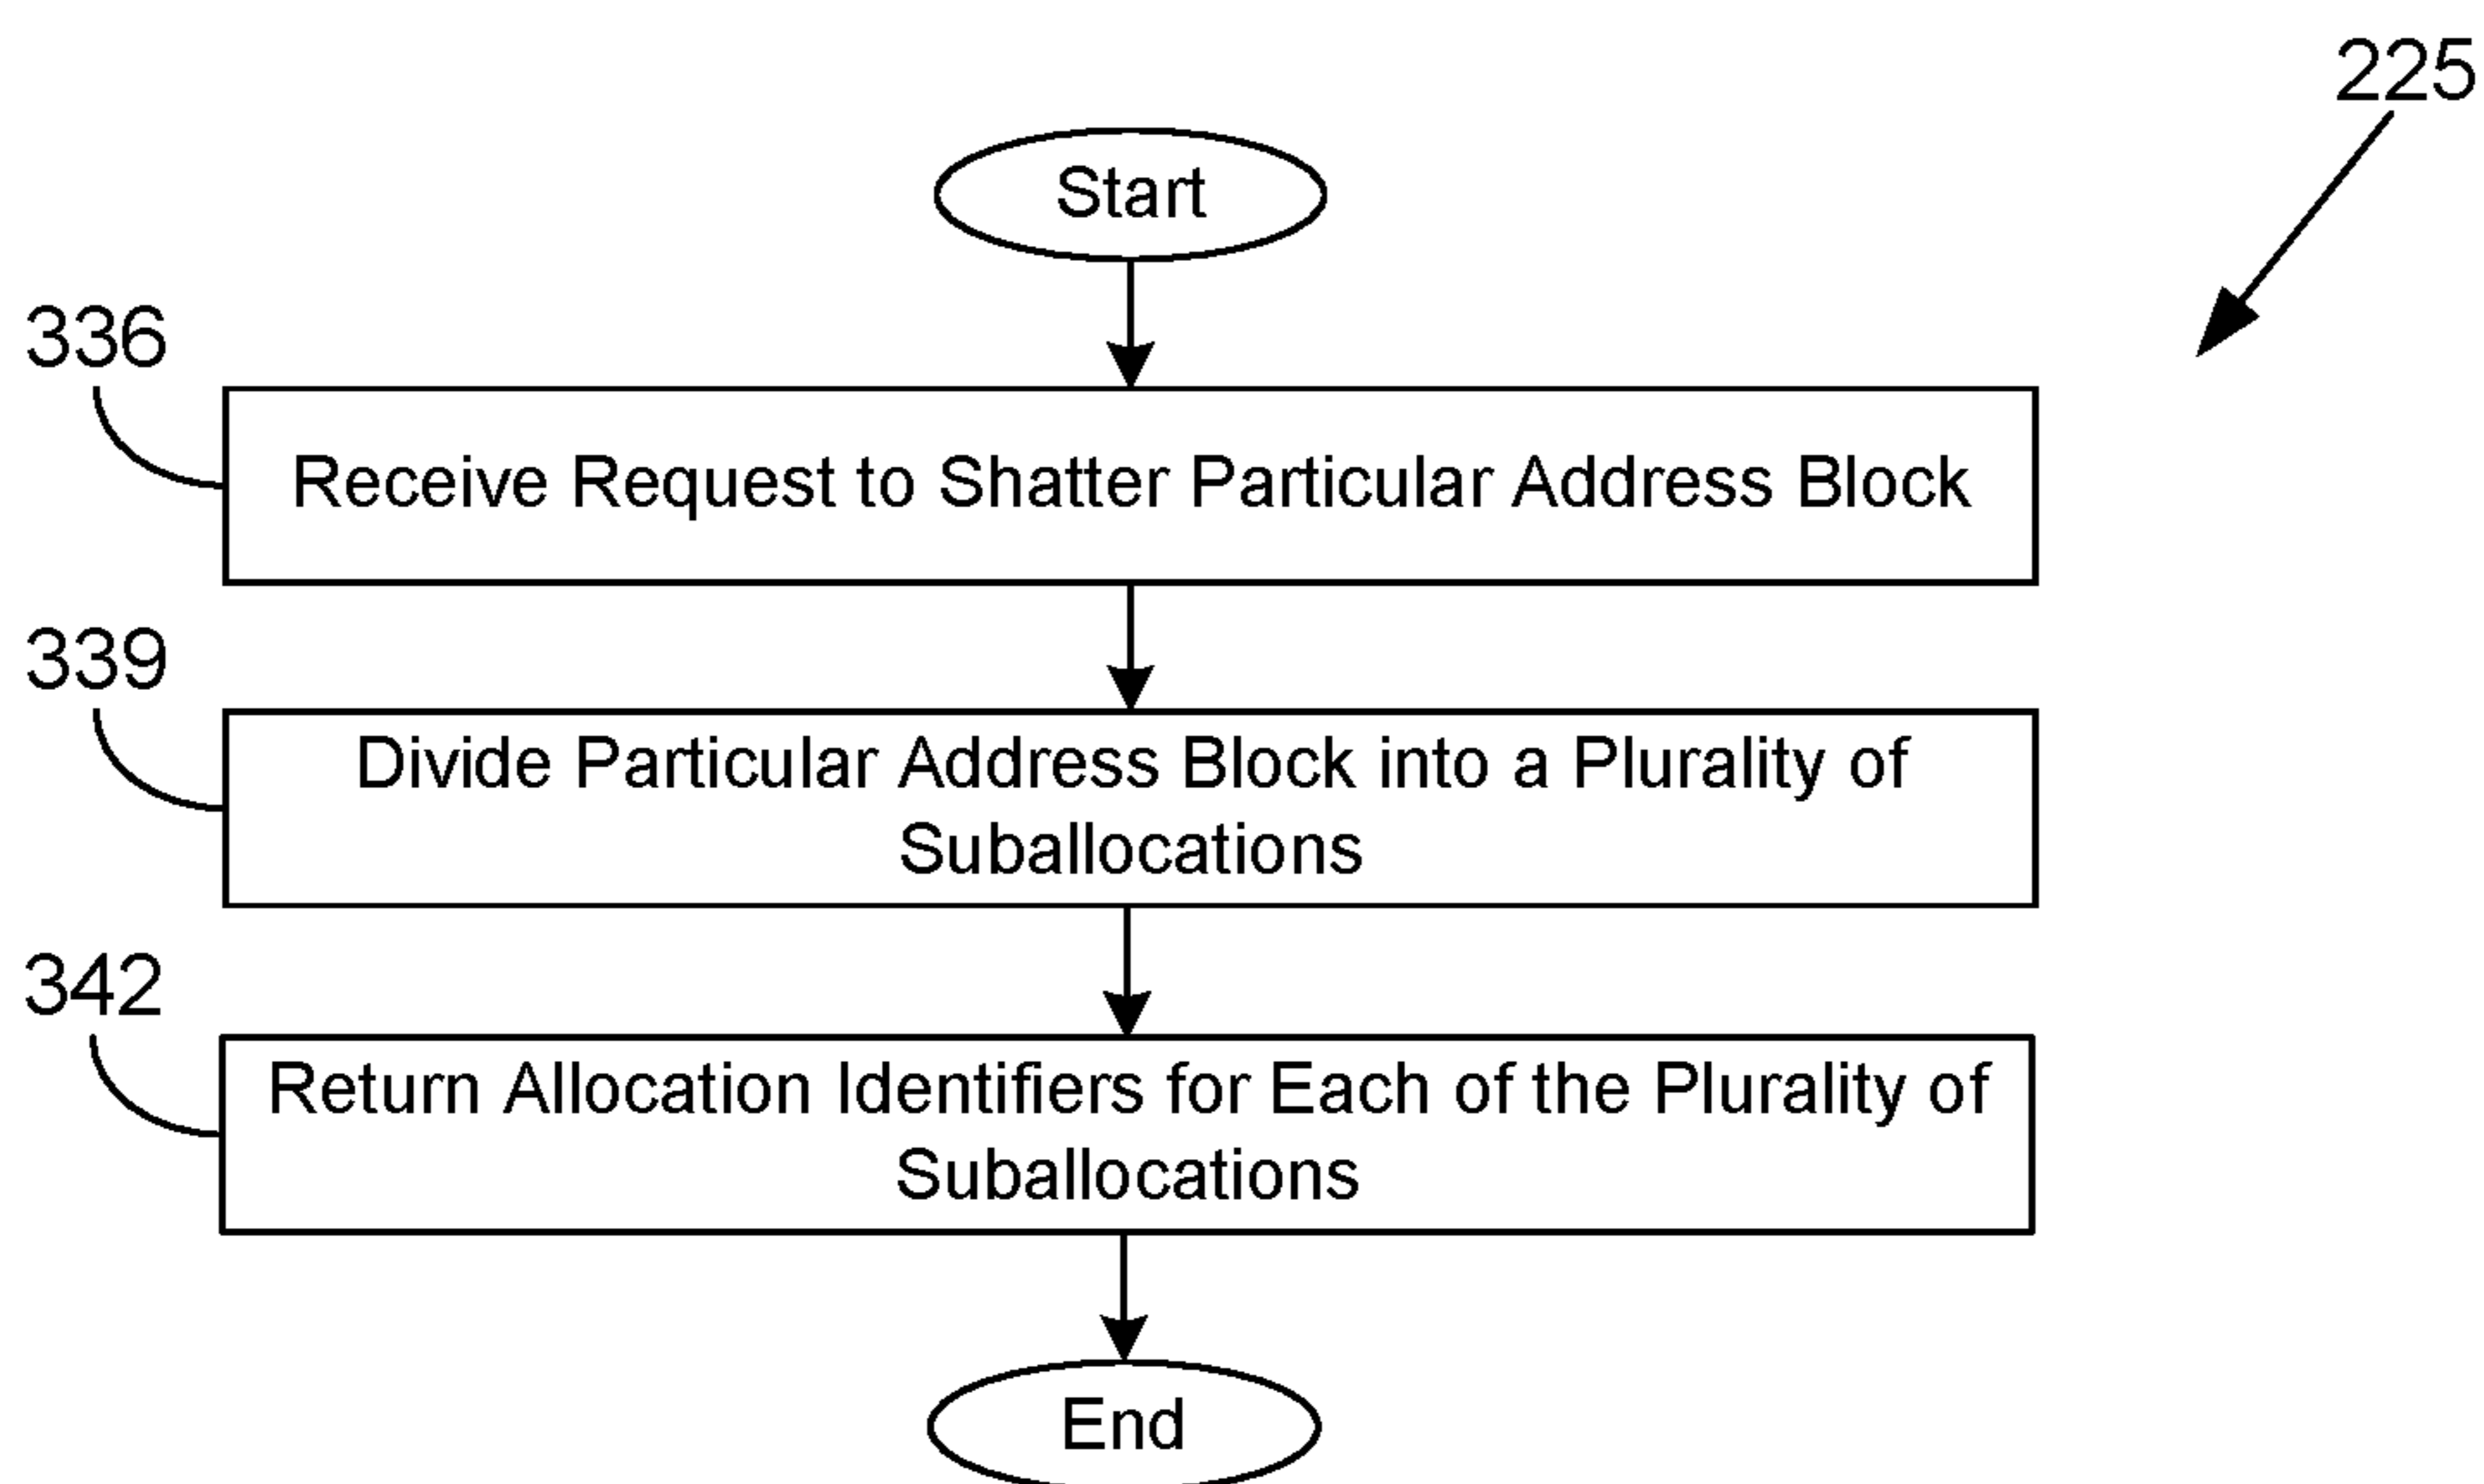 225
Start
336
Receive Request to Shatter Particular Address Block
339
Divide Particular Address Block into a Plurality of
Suballocations
342
Return Allocation Identifiers for Each of the Plurality of
Suballocations
End